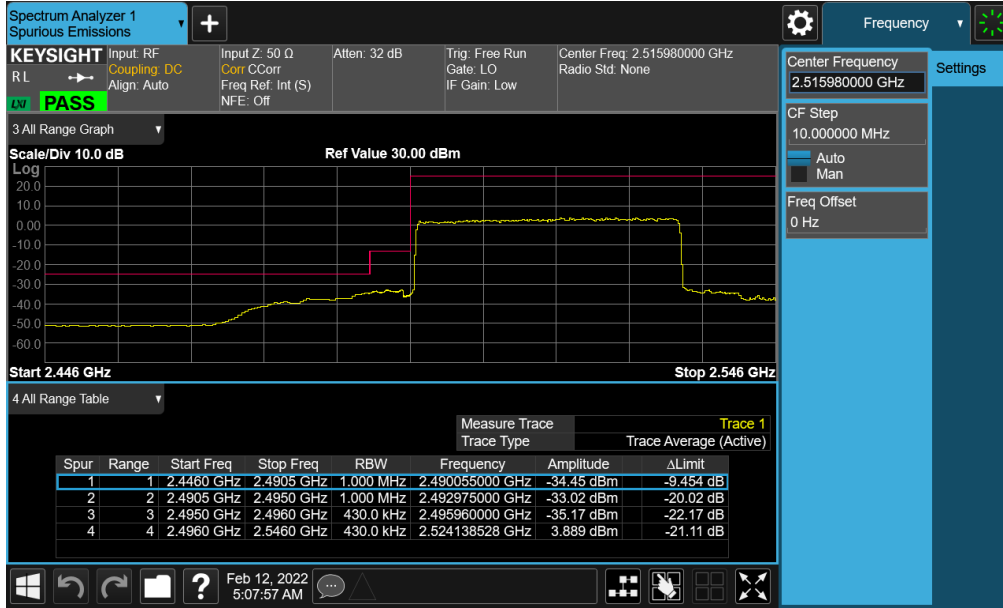 Spectrum Analyzer 1
Spurious Emissions
Frequency
KEYSIGHT
R L
LXI
PASS
Input: RF
Coupling: DC
Align: Auto
Input Z: 50 Ω
Corr CCorr
Freq Ref: Int (S)
NFE: Off
Atten: 32 dB
Trig: Free Run
Gate: LO
IF Gain: Low
Center Freq: 2.515980000 GHz
Radio Std: None
Center Frequency
2.515980000 GHz
Settings
CF Step
10.000000 MHz
Auto
Man
Freq Offset
0 Hz
3 All Range Graph
Scale/Div 10.0 dB
Ref Value 30.00 dBm
Log
20.0
10.0
0.00
-10.0
-20.0
-30.0
-40.0
-50.0
-60.0
Start 2.446 GHz
Stop 2.546 GHz
4 All Range Table
Measure Trace Trace 1
Trace Type Trace Average (Active)
Spur Range Start Freq Stop Freq RBW Frequency Amplitude ΔLimit
1 1 2.4460 GHz 2.4905 GHz 1.000 MHz 2.490055000 GHz -34.45 dBm -9.454 dB
2 2 2.4905 GHz 2.4950 GHz 1.000 MHz 2.492975000 GHz -33.02 dBm -20.02 dB
3 3 2.4950 GHz 2.4960 GHz 430.0 kHz 2.495960000 GHz -35.17 dBm -22.17 dB
4 4 2.4960 GHz 2.5460 GHz 430.0 kHz 2.524138528 GHz 3.889 dBm -21.11 dB
?
Feb 12, 2022
5:07:57 AM